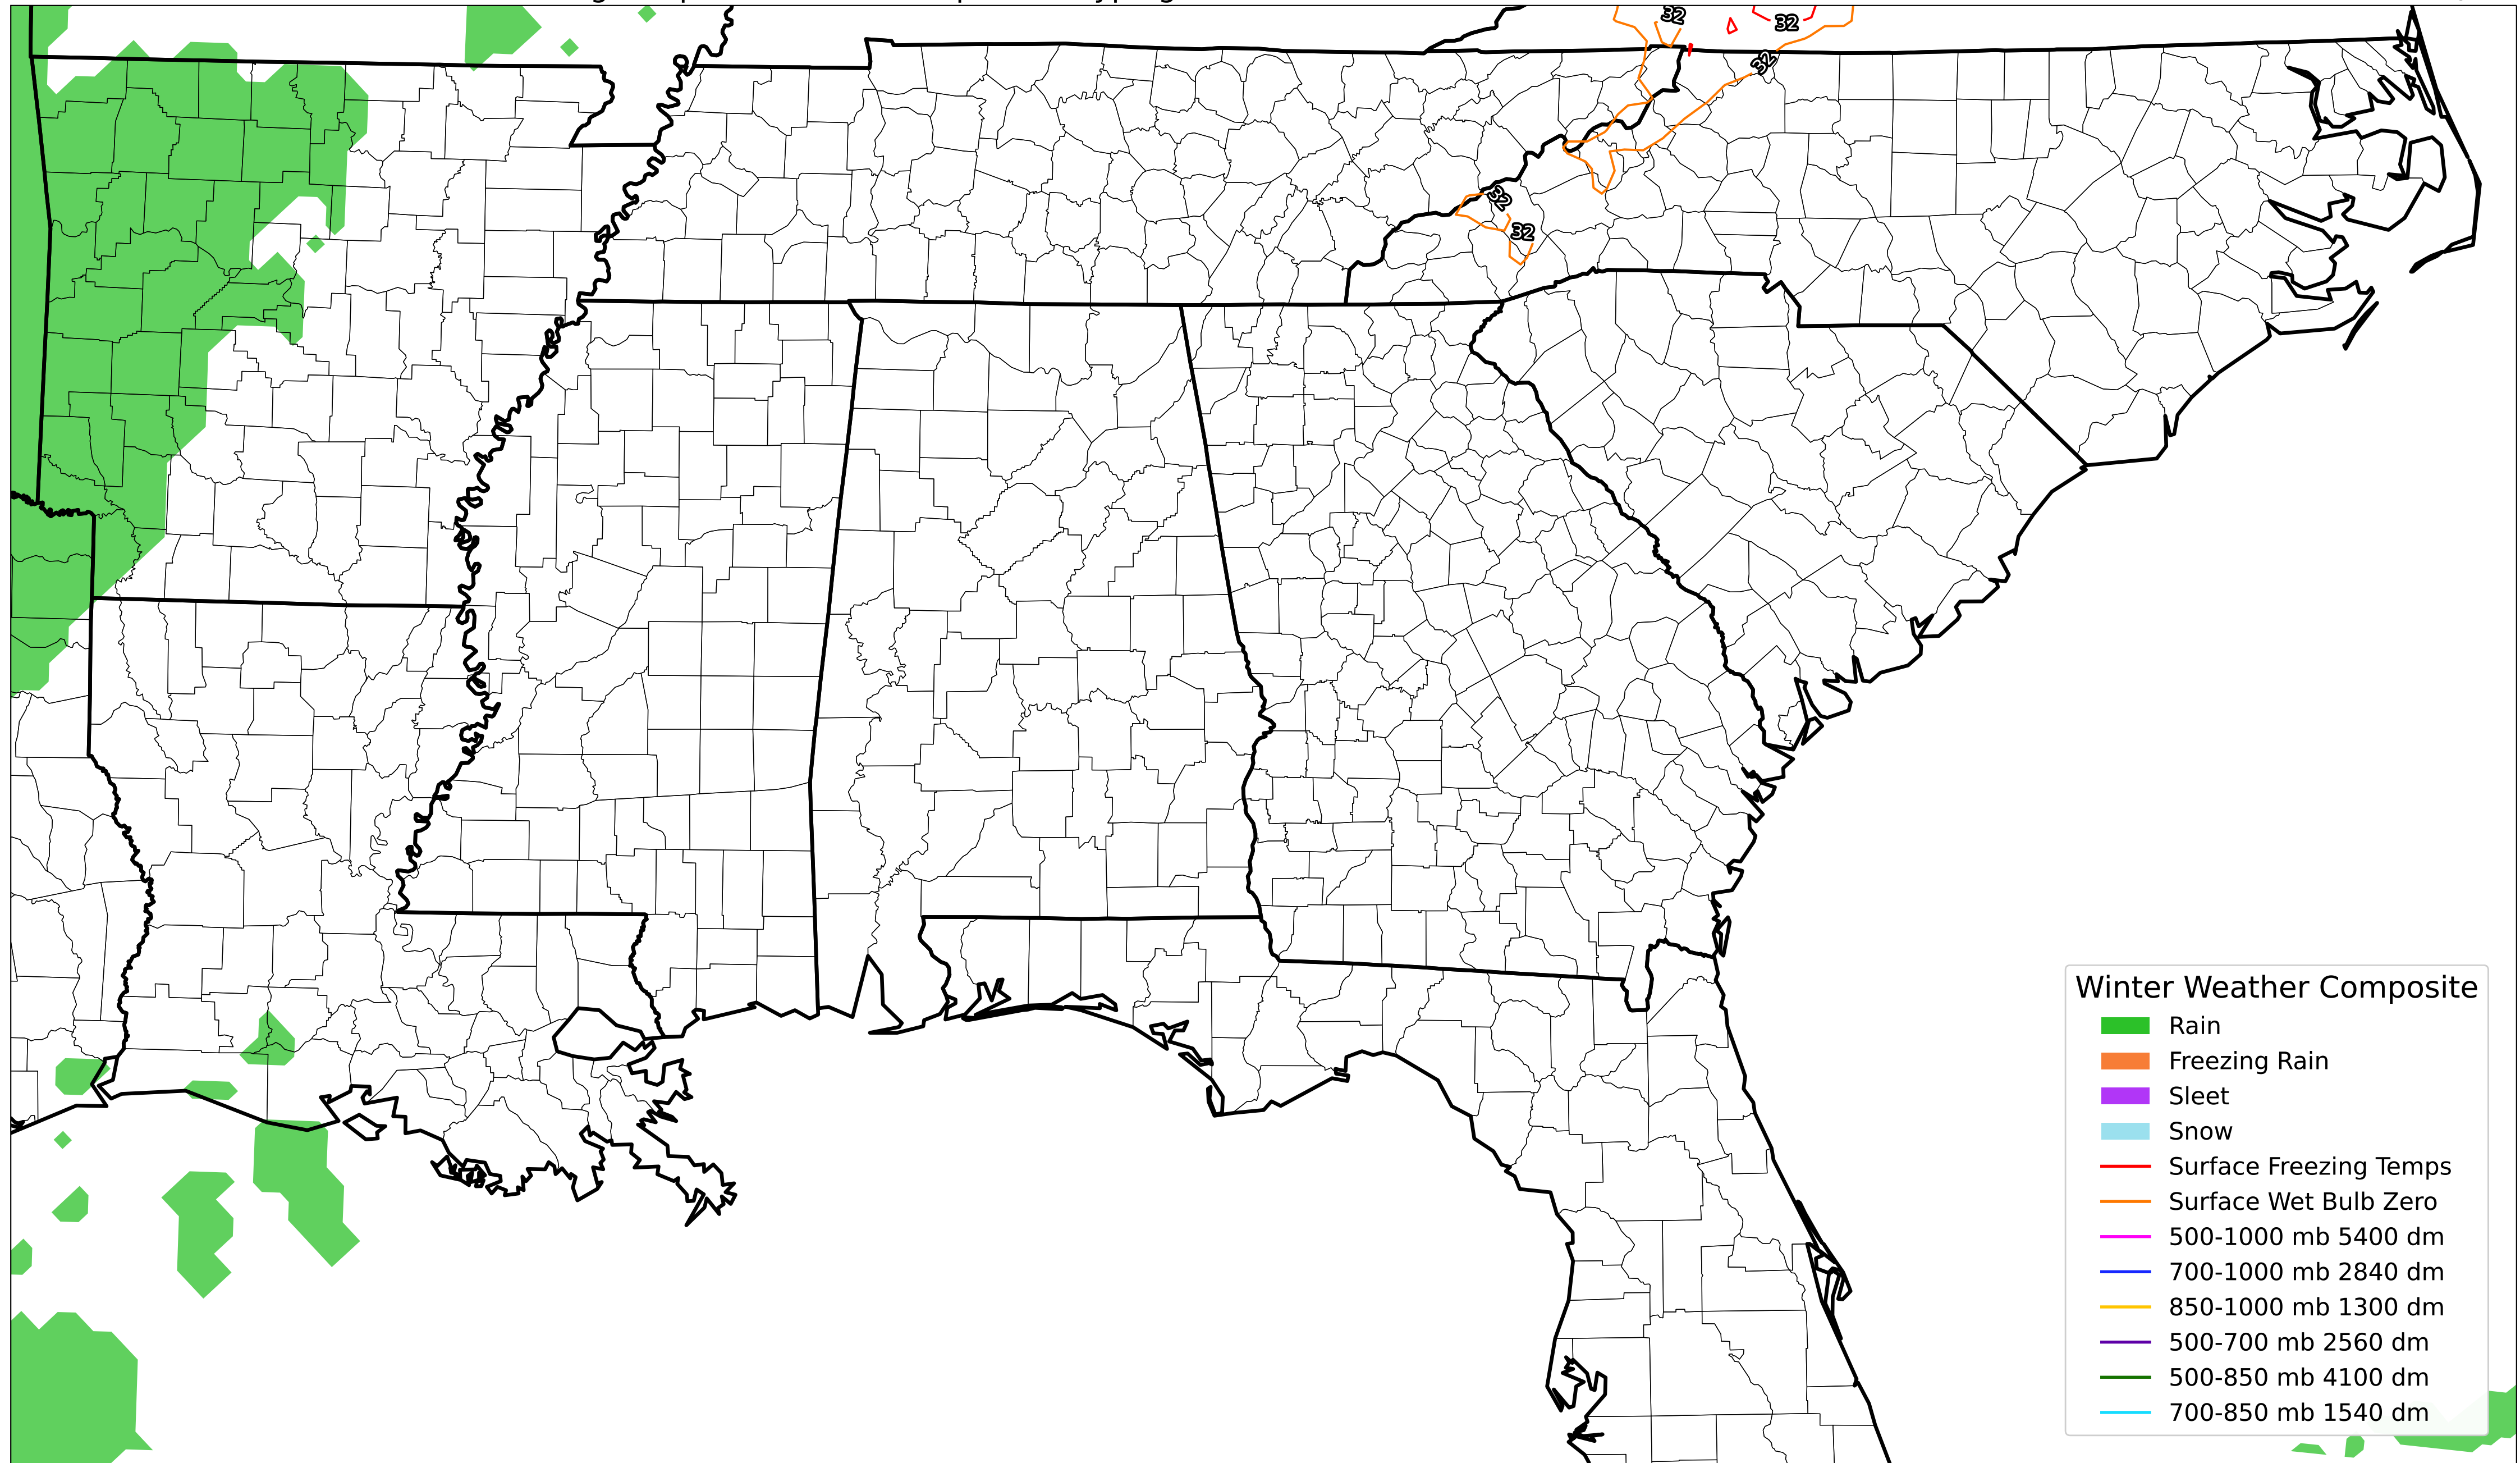 32
32
32
32
32
Winter Weather Composite
Rain
Freezing Rain
Sleet
Snow
Surface Freezing Temps
Surface Wet Bulb Zero
500-1000 mb 5400 dm
700-1000 mb 2840 dm
850-1000 mb 1300 dm
500-700 mb 2560 dm
500-850 mb 4100 dm
700-850 mb 1540 dm